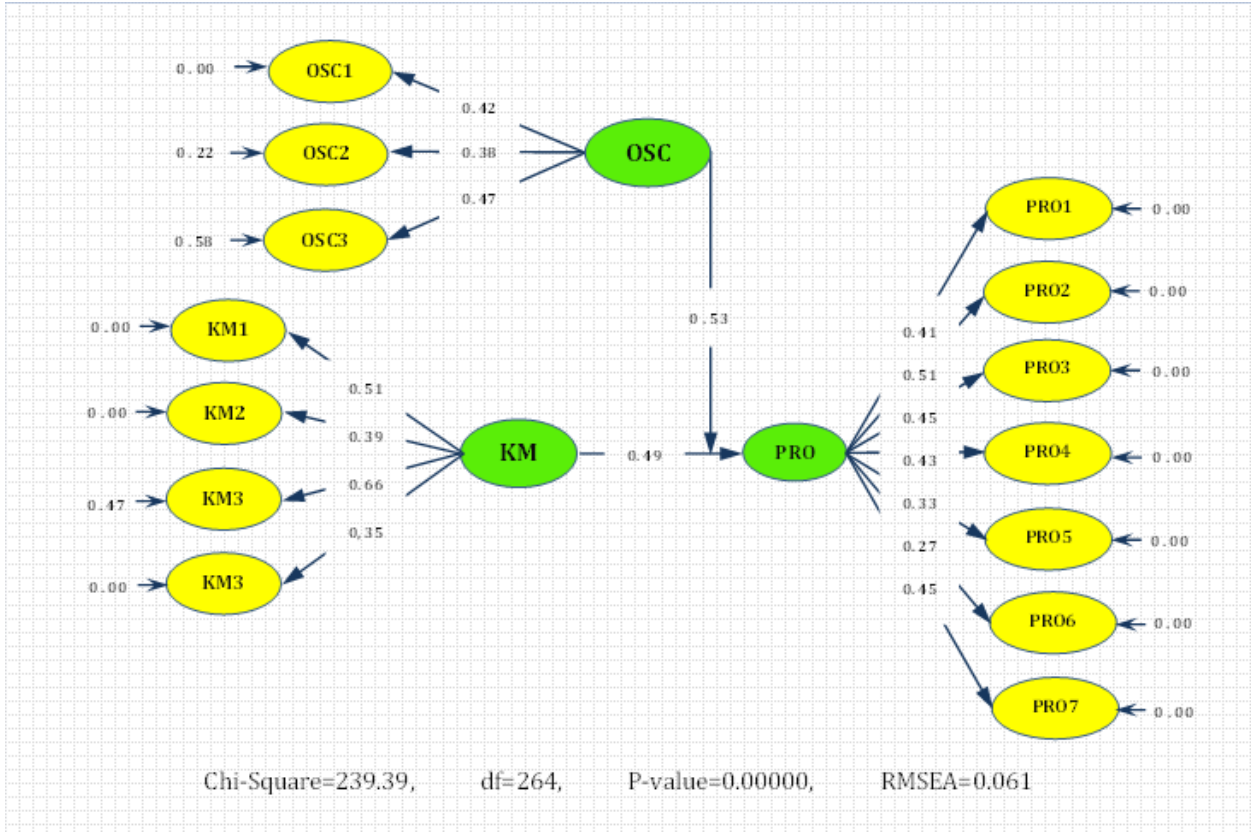 0.00
OSC1
0.42
0.22
OSC2
0.38
OSC
0.47
0.58
OSC3
0.53
0.00
KM1
0.51
0.00
KM2
0.39
KM
0.49
PRO
0.66
0.47
KM3
0,35
0.00
KM3
PRO1
0.00
PRO2
0.00
0.41
PRO3
0.00
0.51
0.45
PRO4
0.00
0.43
0.33
PRO5
0.00
0.27
0.45
PRO6
0.00
PRO7
0.00
Chi-Square=239.39, df=264, P-value=0.00000, RMSEA=0.061